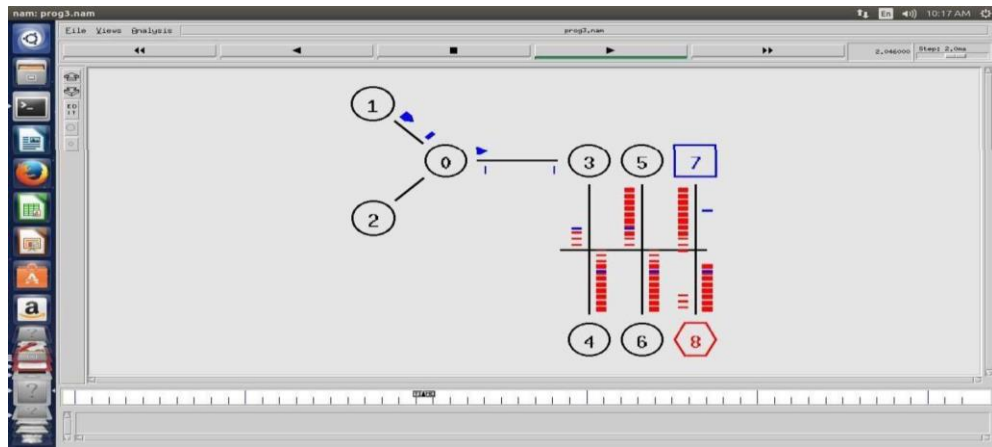 nam: prog3.nam
En
10:17 AM
File Views Analysis
prog3.nam
2.046000
Step: 2.0ms
EDIT
1
0
3
5
7
2
4
6
8
a